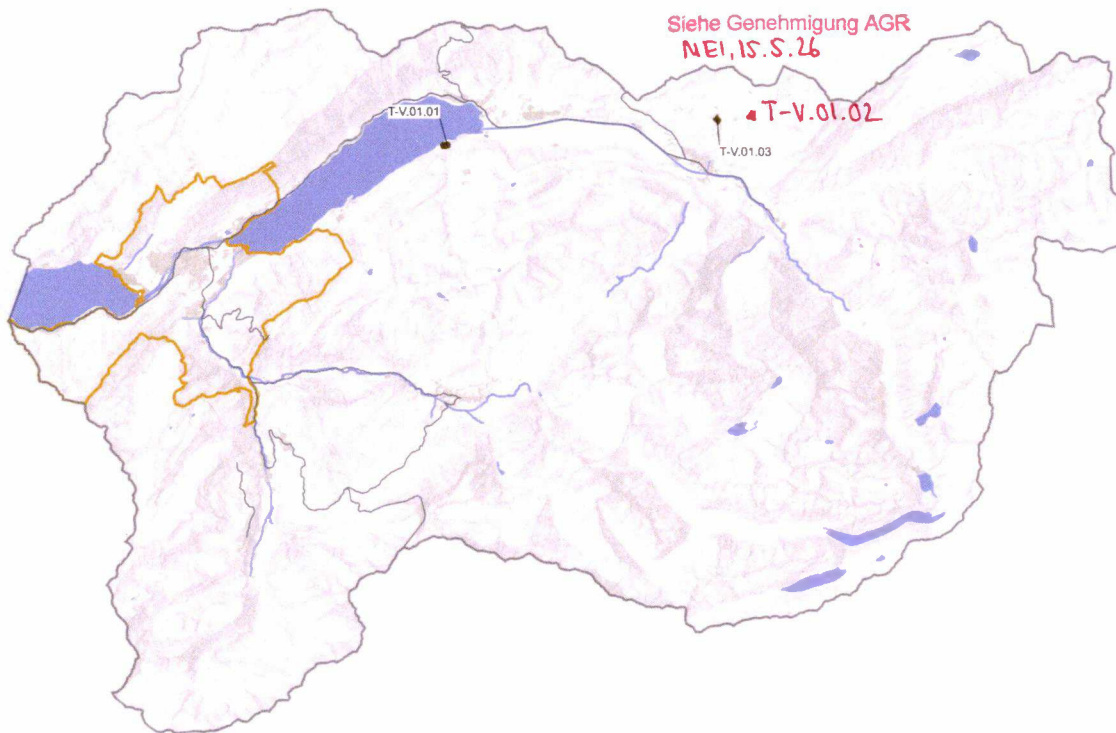 Siehe Genehmigung AGR
NEI, 15.5.26
T-V.01.01
T-V.01.02
T-V.01.03